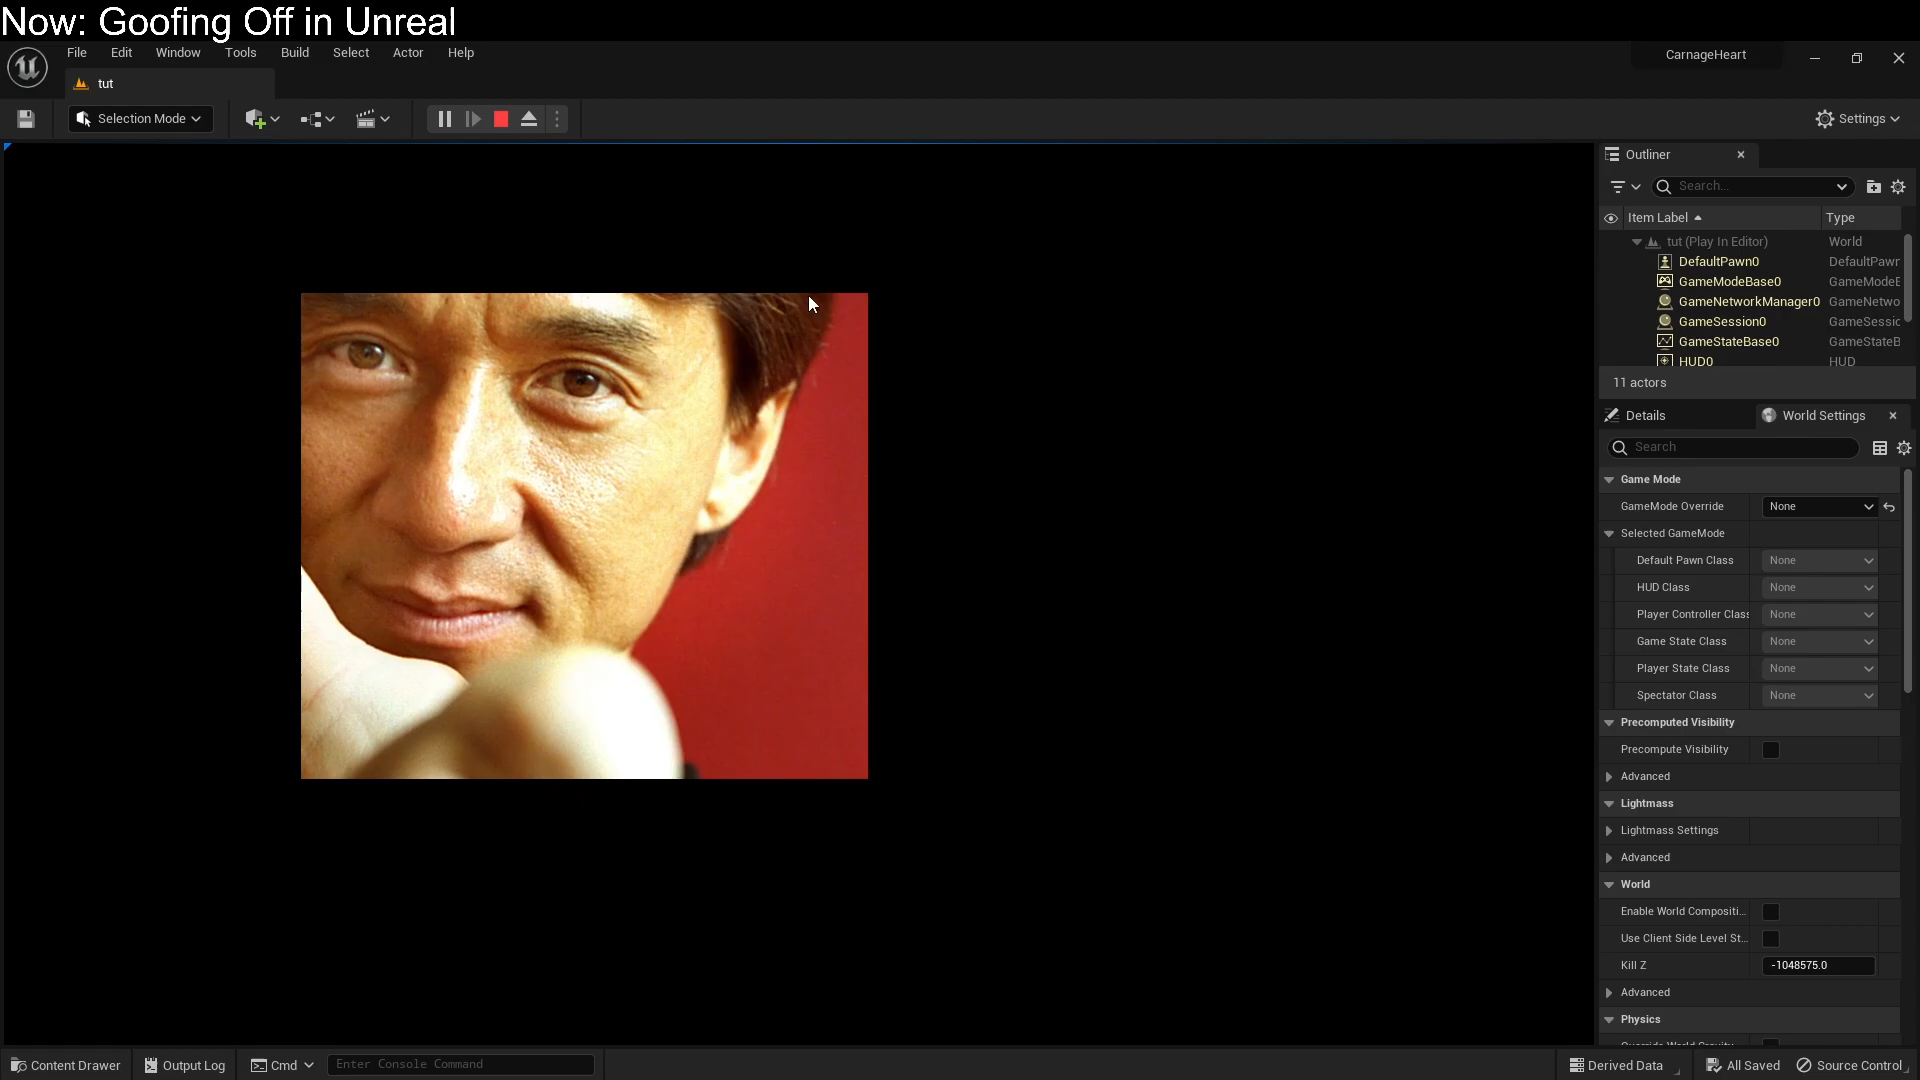 Now: Goofing Off in Unreal
File Edit Window Tools Build Select Actor Help
CarnageHeart
tut
Selection Mode
Settings
Outliner
Search...
Item Label Type
tut (Play In Editor) World
DefaultPawn0 DefaultPawr
GameModeBase0 GameModeE
GameNetworkManager0 GameNetwo
GameSession0 GameSessic
GameStateBase0 GameStateB
HUD0 HUD
11 actors
Details World Settings
Search
Game Mode
GameMode Override None
Selected GameMode
Default Pawn Class None
HUD Class None
Player Controller Class None
Game State Class None
Player State Class None
Spectator Class None
Precomputed Visibility
Precompute Visibility
Advanced
Lightmass
Lightmass Settings
Advanced
World
Enable World Compositi...
Use Client Side Level St...
Kill Z -1048575.0
Advanced
Physics
Content Drawer Output Log Cmd Enter Console Command Derived Data All Saved Source Control